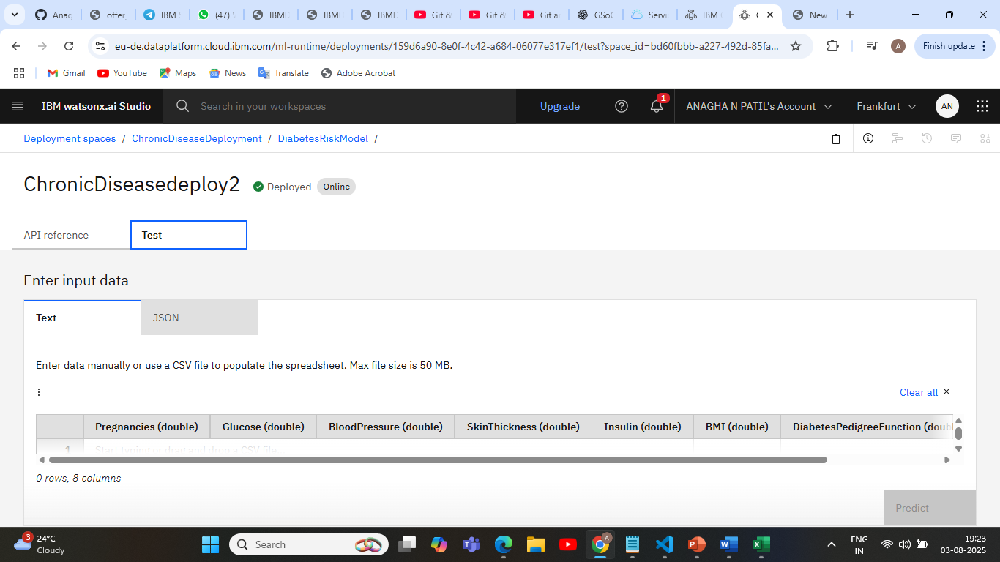 Anag
offer_
IBM S
(47) V
IBMD
IBMD
IBMD
Git &
Git &
Git a
GSoC
Servi
IBM
New
eu-de.dataplatform.cloud.ibm.com/ml-runtime/deployments/159d6a90-8e0f-4c42-a684-06077e317ef1/test?space_id=bd60fbbb-a227-492d-85fa...
A
Finish update
Gmail
YouTube
Maps
News
Translate
Adobe Acrobat
IBM watsonx.ai Studio
Search in your workspaces
Upgrade
1
ANAGHA N PATIL's Account
Frankfurt
AN
Deployment spaces / ChronicDiseaseDeployment / DiabetesRiskModel /
ChronicDiseasedeploy2
Deployed
Online
API reference
Test
Enter input data
Text
JSON
Enter data manually or use a CSV file to populate the spreadsheet. Max file size is 50 MB.
Clear all ×
Pregnancies (double) Glucose (double) BloodPressure (double) SkinThickness (double) Insulin (double) BMI (double) DiabetesPedigreeFunction (doub
1 Start typing or drag and drop a CSV file
0 rows, 8 columns
Predict
3
24°C
Cloudy
Search
A
ENG
IN
19:23
03-08-2025